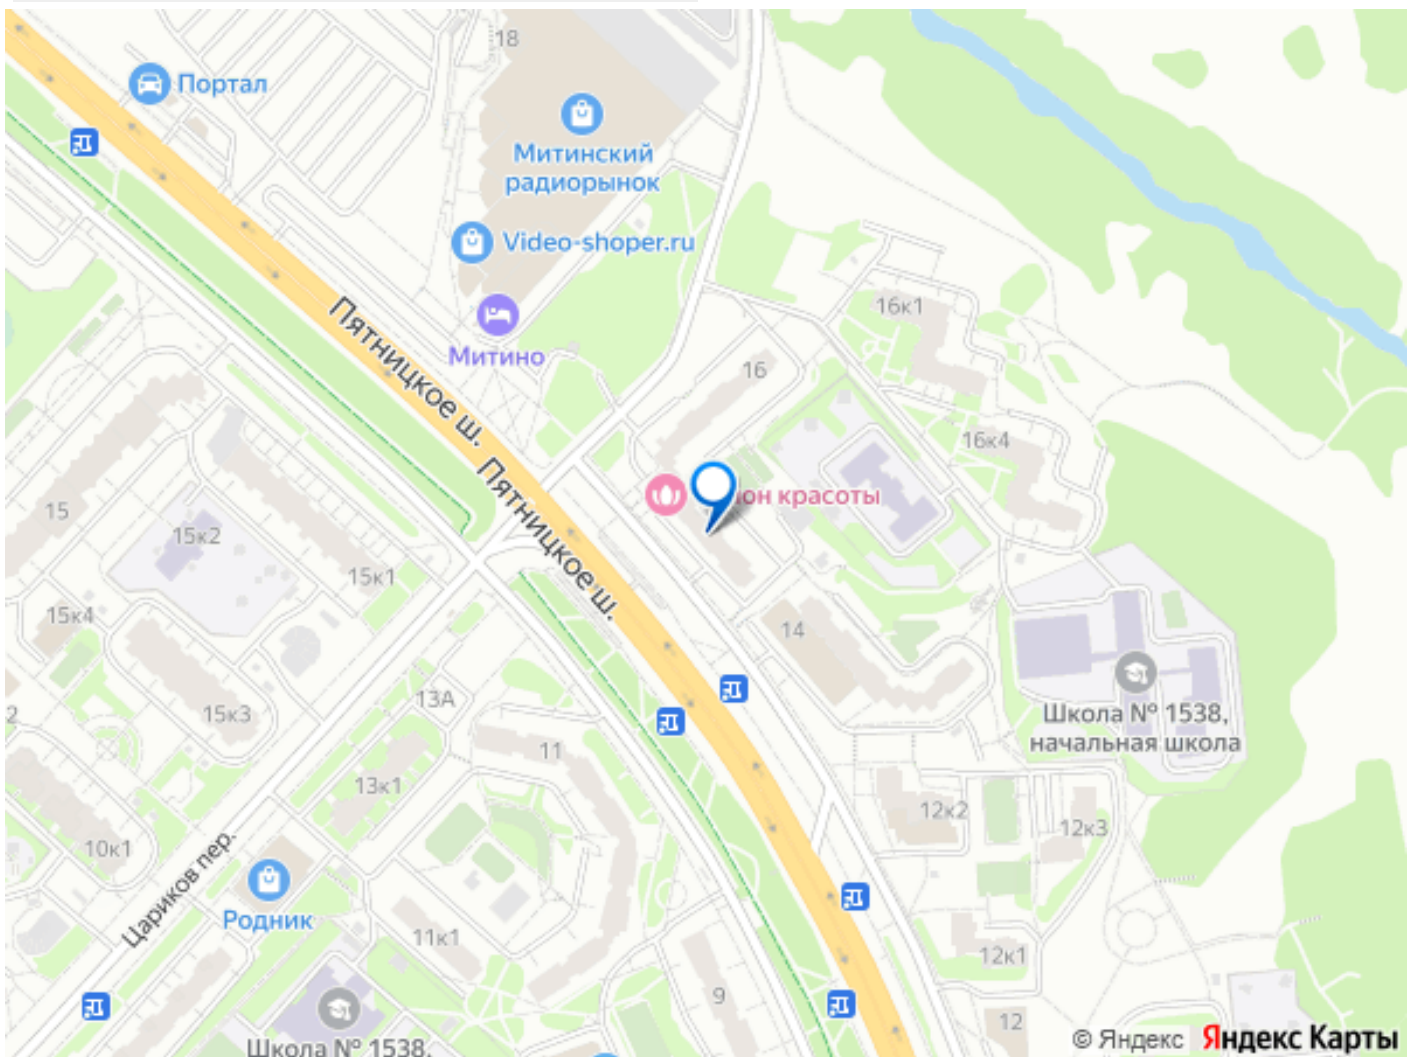 18
Портал
Митинский
радиорынок
Video-shoper.ru
Митино
16к1
16
16к4
Пятницкое ш.
Пятницкое ш.
он красоты
15
15к2
15к1
15к4
14
Школа № 1538,
начальная школа
13А
15к3
2
11
13к1
12к2
12к3
10к1
Цариков пер.
Родник
11к1
12к1
9
12
Школа № 1538,
© Яндекс Яндекс Карты